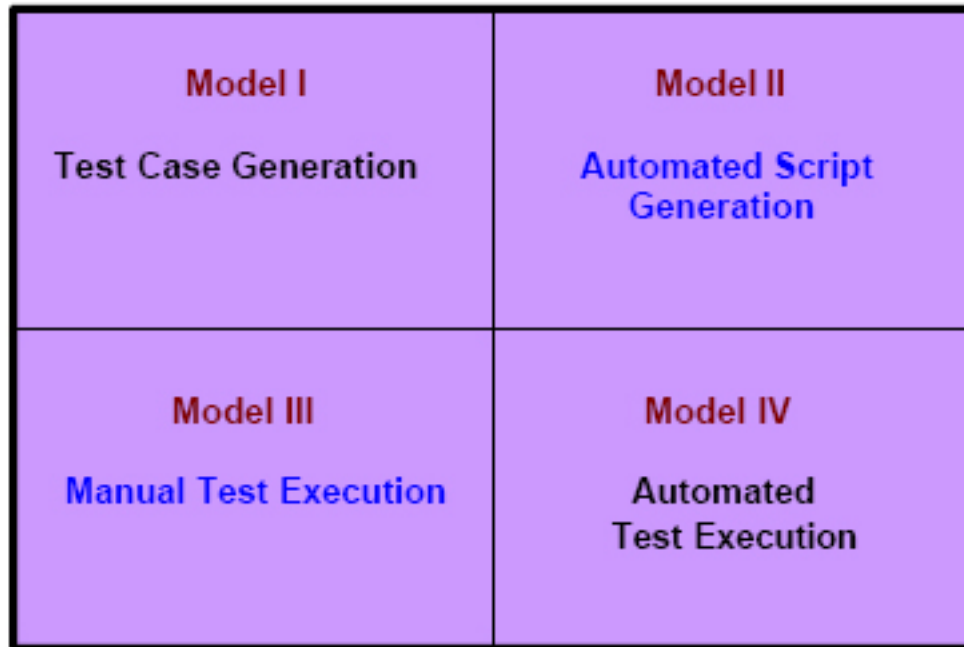 Model I
Test Case Generation
Model II
Automated Script
Generation
Model III
Manual Test Execution
Model IV
Automated
Test Execution